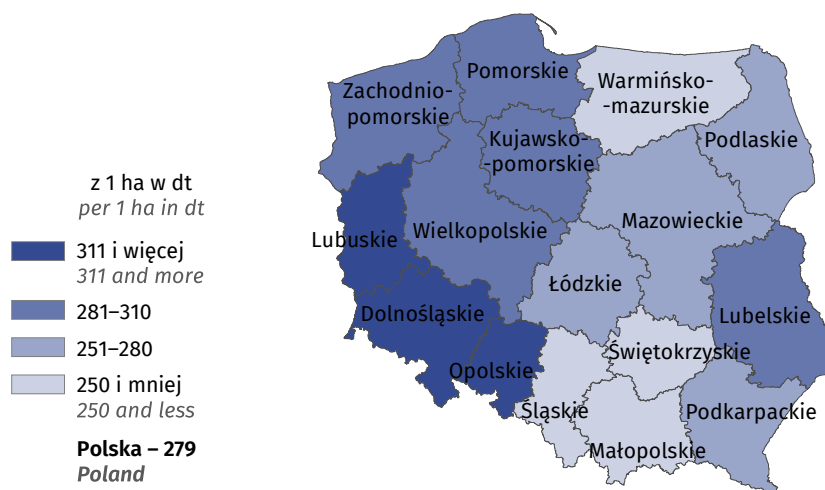 Pomorskie
Warmińsko-
-mazurskie
Zachodnio-
pomorskie
Kujawsko-
-pomorskie
Podlaskie
z 1 ha w dt
per 1 ha in dt
Mazowieckie
Wielkopolskie
Lubuskie
311 i więcej
311 and more
Łódzkie
281–310
Dolnośląskie
Lubelskie
251–280
Świętokrzyskie
Opolskie
250 i mniej
250 and less
Śląskie
Podkarpackie
Małopolskie
Polska – 279
Poland